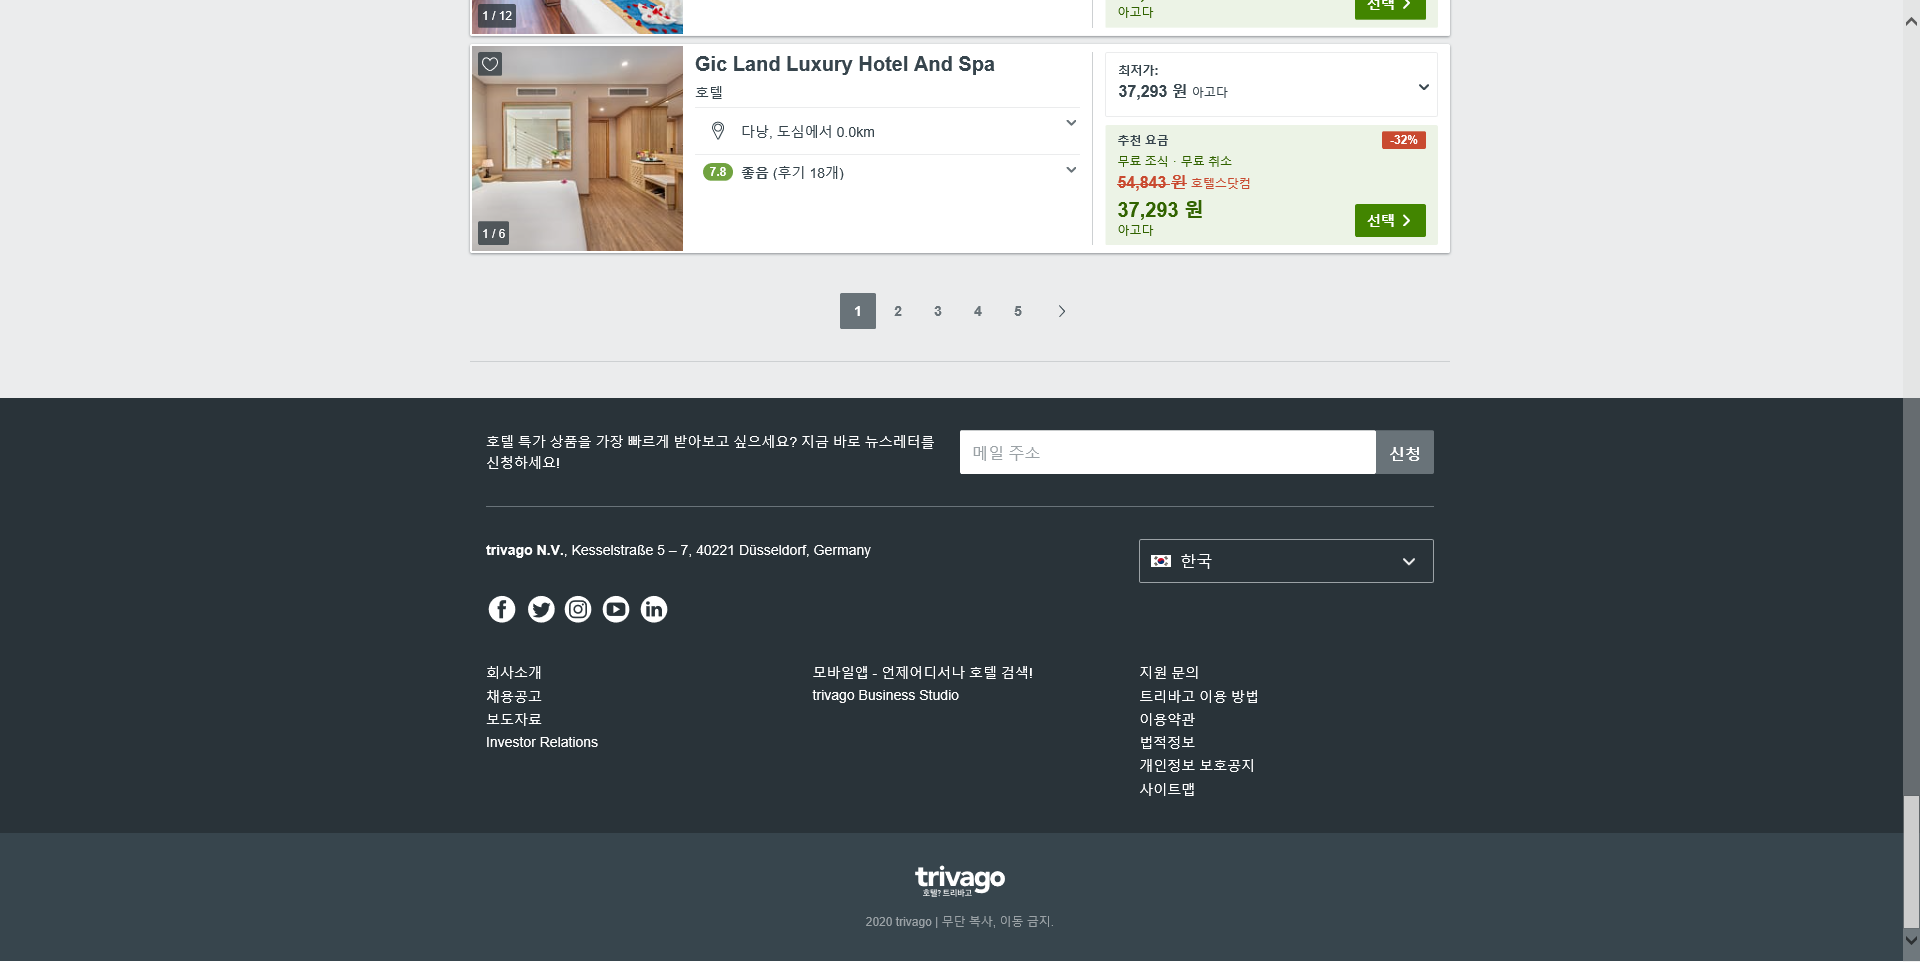 1 / 12
아고다
선택
Gic Land Luxury Hotel And Spa
호텔
다낭, 도심에서 0.0km
7.8 좋음 (후기 18개)
1 / 6
최저가:
37,293 원 아고다
추천 요금 -32%
무료 조식 · 무료 취소
54,843 원 호텔스닷컴
37,293 원
아고다
선택
1 2 3 4 5
호텔 특가 상품을 가장 빠르게 받아보고 싶으세요? 지금 바로 뉴스레터를
신청하세요!
메일 주소
신청
trivago N.V., Kesselstraße 5 – 7, 40221 Düsseldorf, Germany
한국
회사소개
채용공고
보도자료
Investor Relations
모바일앱 - 언제어디서나 호텔 검색!
trivago Business Studio
지원 문의
트리바고 이용 방법
이용약관
법적정보
개인정보 보호공지
사이트맵
trivago
호텔? 트리바고
2020 trivago | 무단 복사, 이동 금지.